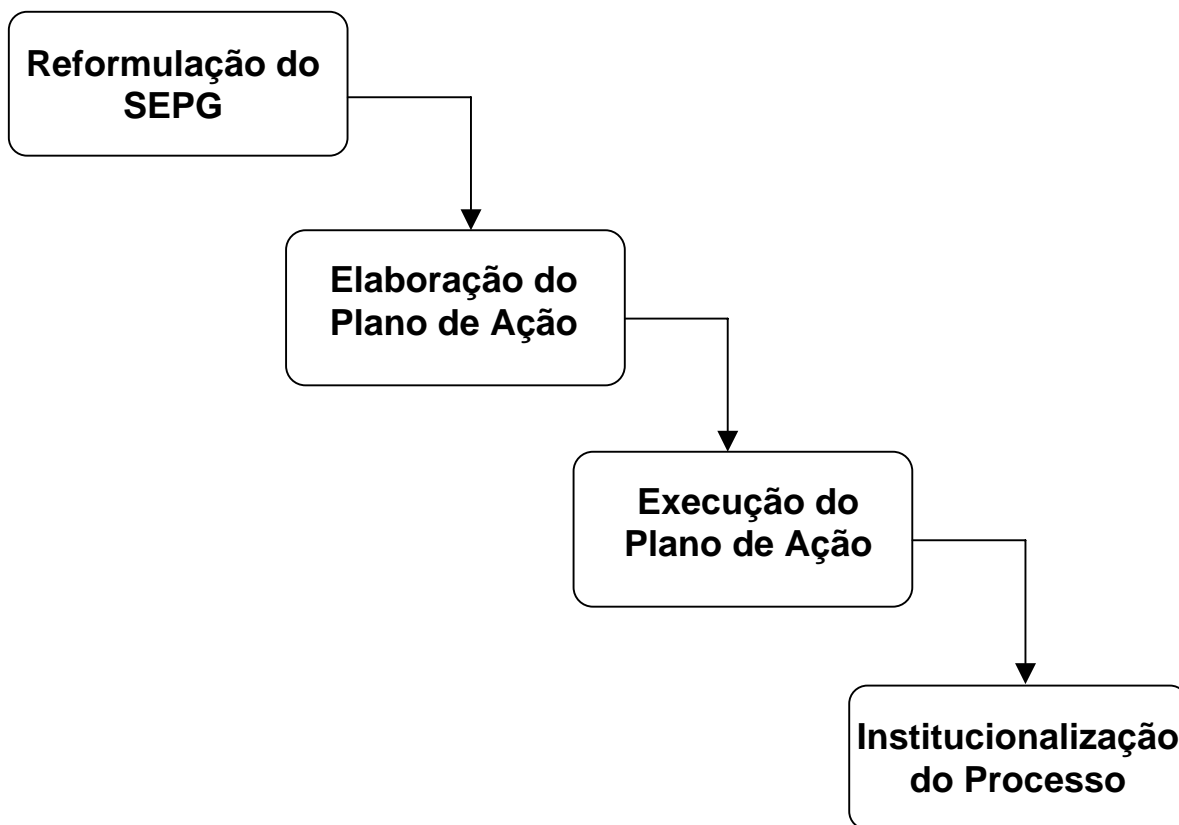 Reformulação do
SEPG
Elaboração do
Plano de Ação
Execução do
Plano de Ação
Institucionalização
do Processo